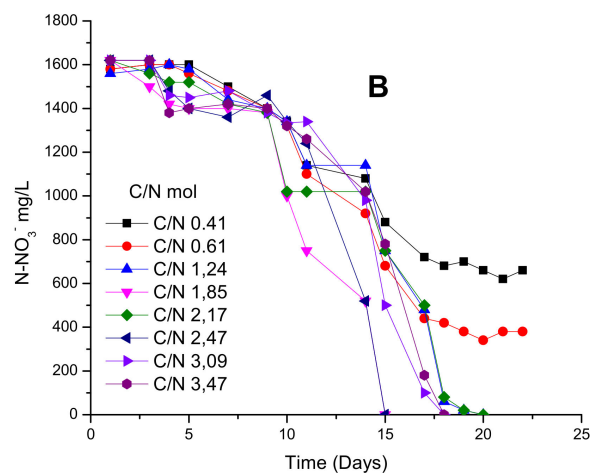 B
1800
1600
1400
1200
1000
800
600
400
200
0
N-NO₃⁻ mg/L
C/N mol
C/N 0.41
C/N 0.61
C/N 1,24
C/N 1,85
C/N 2,17
C/N 2,47
C/N 3,09
C/N 3,47
0 5 10 15 20 25
Time (Days)